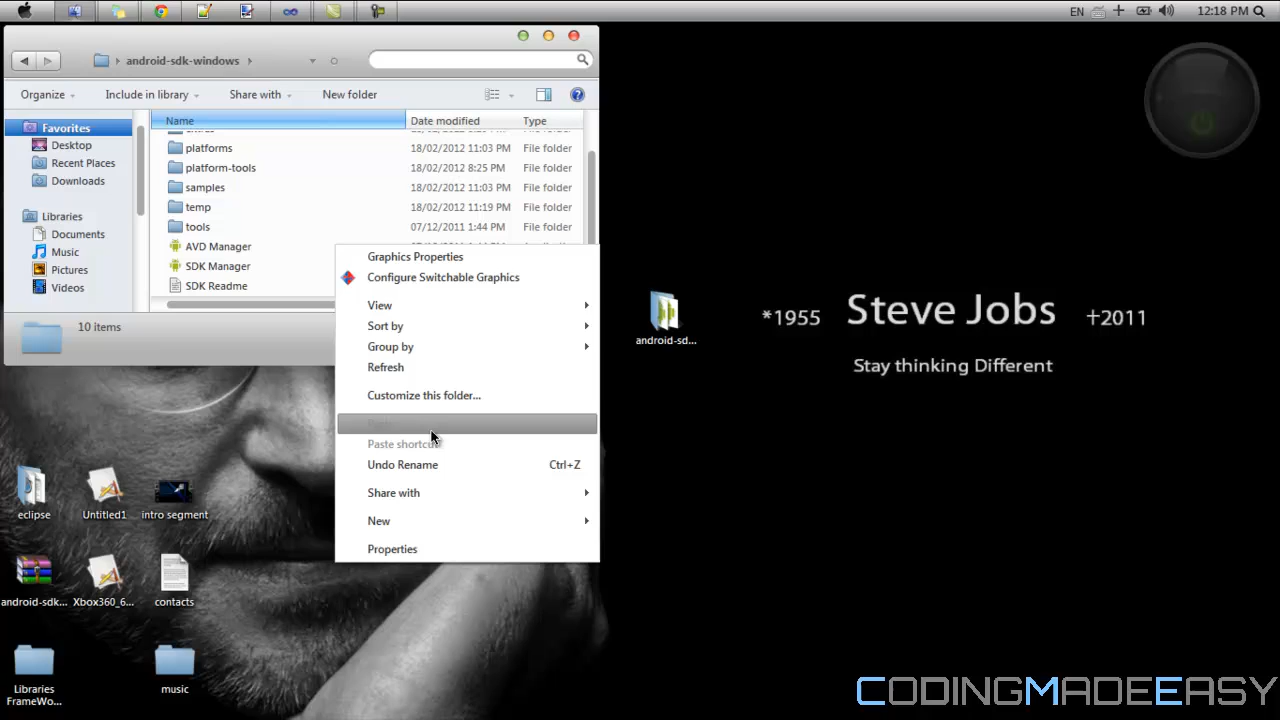 EN
12:18 PM
android-sdk-windows
Organize
Include in library
Share with
New folder
Name
Date modified
Type
Favorites
Desktop
Recent Places
Downloads
Libraries
Documents
Music
Pictures
Videos
platforms 18/02/2012 11:03 PM File folder
platform-tools 18/02/2012 8:25 PM File folder
samples 18/02/2012 11:03 PM File folder
temp 18/02/2012 11:19 PM File folder
tools 07/12/2011 1:44 PM File folder
AVD Manager
SDK Manager
SDK Readme
10 items
Graphics Properties
Configure Switchable Graphics
View
Sort by
Group by
Refresh
Customize this folder...
Paste shortcu
Undo Rename Ctrl+Z
Share with
New
Properties
android-sd...
*1955 Steve Jobs +2011
Stay thinking Different
eclipse
Untitled1
intro segment
android-sdk...
Xbox360_6...
contacts
Libraries
FrameWo...
music
CODINGMADEEASY